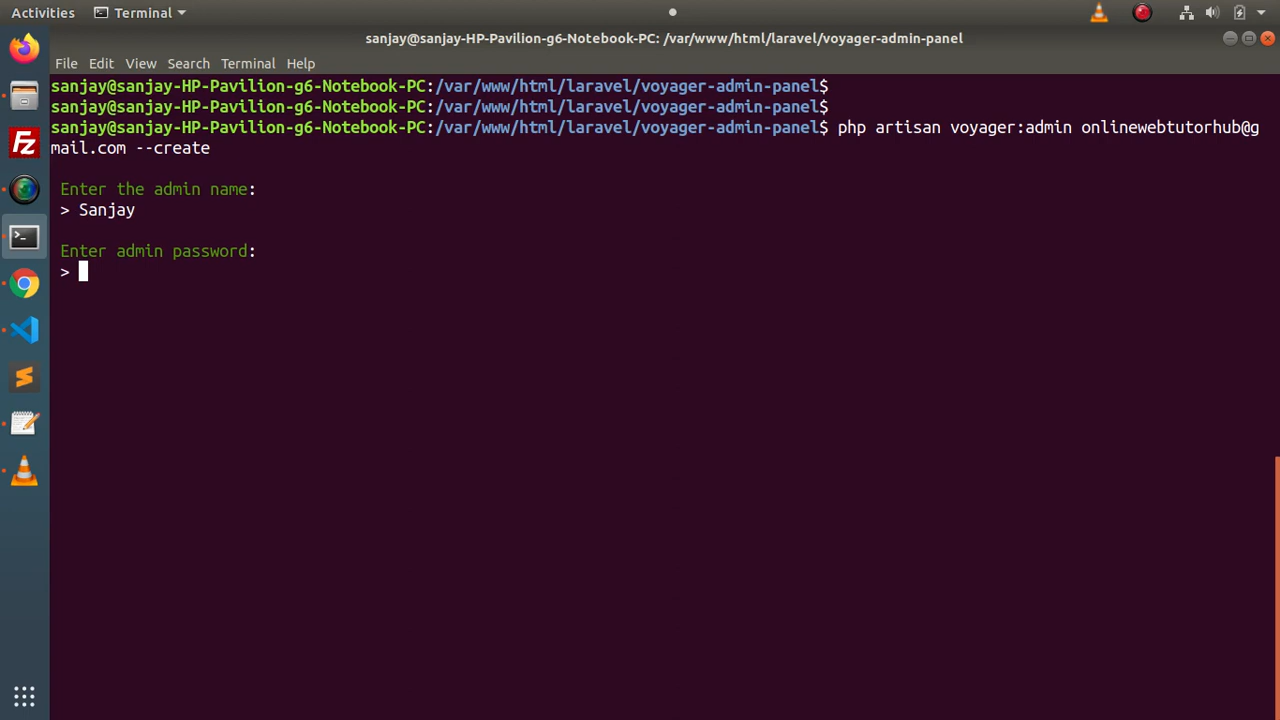 Activities Terminal
sanjay@sanjay-HP-Pavilion-g6-Notebook-PC: /var/www/html/laravel/voyager-admin-panel
File Edit View Search Terminal Help
sanjay@sanjay-HP-Pavilion-g6-Notebook-PC:/var/www/html/laravel/voyager-admin-panel$
sanjay@sanjay-HP-Pavilion-g6-Notebook-PC:/var/www/html/laravel/voyager-admin-panel$
sanjay@sanjay-HP-Pavilion-g6-Notebook-PC:/var/www/html/laravel/voyager-admin-panel$ php artisan voyager:admin onlinewebtutorhub@g
mail.com --create
Enter the admin name:
> Sanjay
Enter admin password:
>